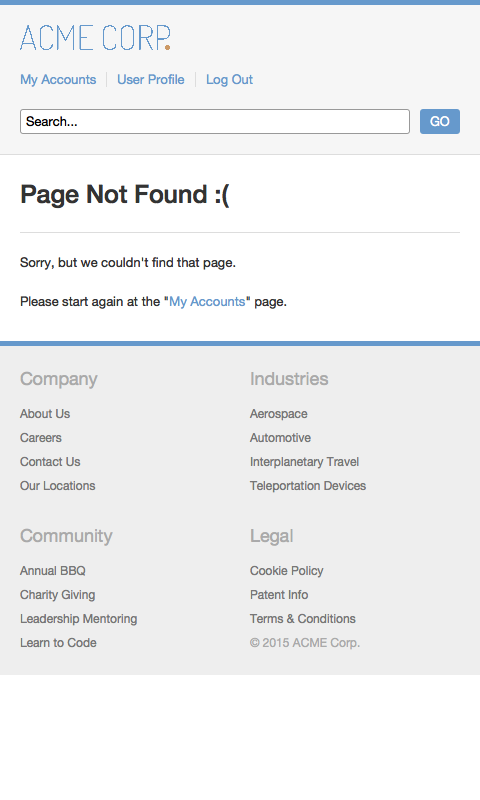 ACME CORP.
My Accounts
User Profile
Log Out
Search...
GO
Page Not Found :(
Sorry, but we couldn't find that page.
Please start again at the "My Accounts" page.
Company
About Us
Careers
Contact Us
Our Locations
Industries
Aerospace
Automotive
Interplanetary Travel
Teleportation Devices
Community
Annual BBQ
Charity Giving
Leadership Mentoring
Learn to Code
Legal
Cookie Policy
Patent Info
Terms & Conditions
© 2015 ACME Corp.